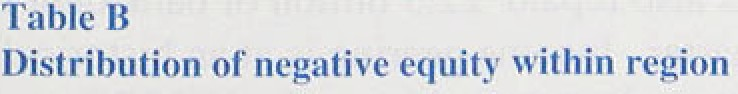 Table B
Distribution of negative equity within region